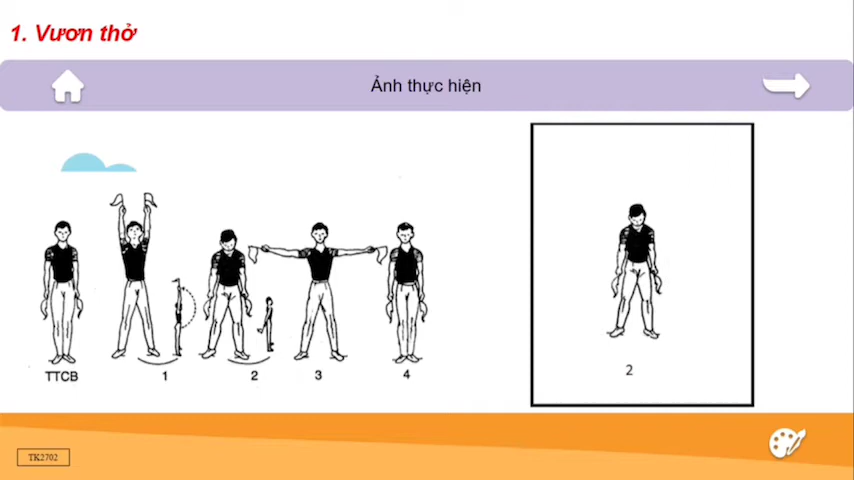 1. Vươn thở
Ảnh thực hiện
TTCB 1 2 3 4
2
TK2702